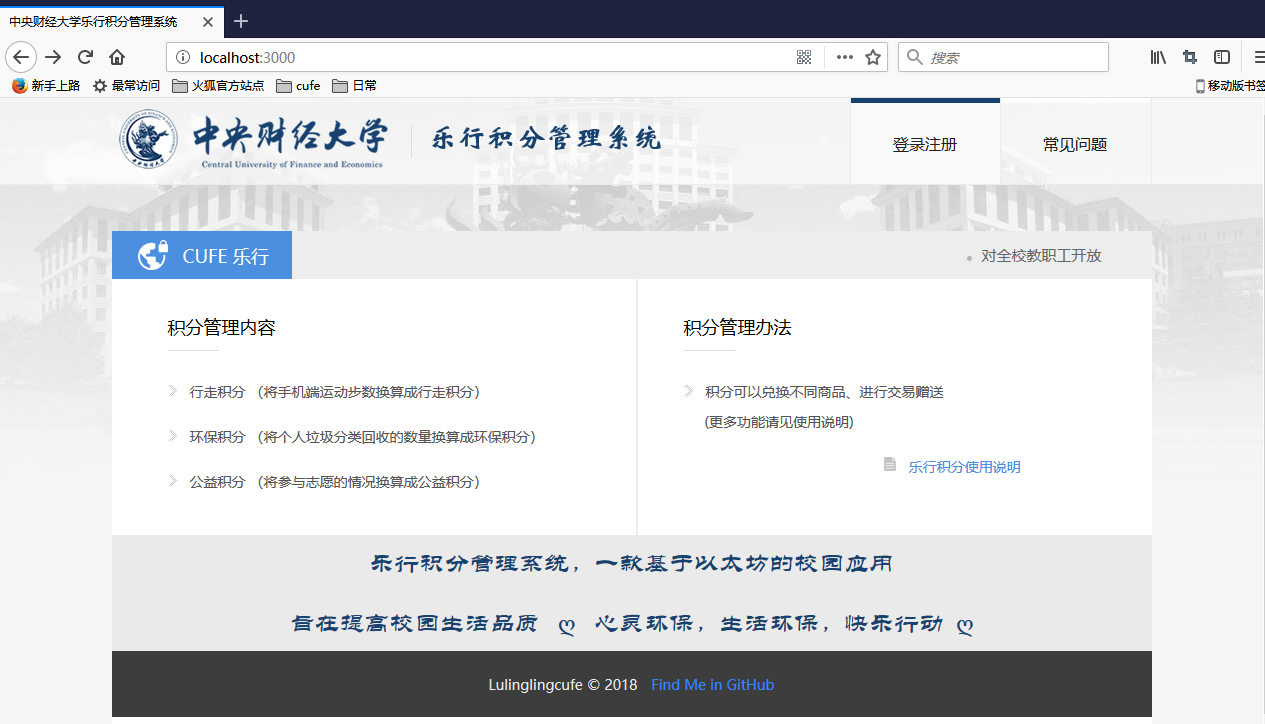 中央财经大学乐行积分管理系统
localhost:3000
搜索
新手上路 最常访问 火狐官方站点 cufe 日常
移动版书签
中央财经大学
Central University of Finance and Economics
乐行积分管理系统
登录注册 常见问题
CUFE 乐行
对全校教职工开放
积分管理内容
行走积分 （将手机端运动步数换算成行走积分）
环保积分 （将个人垃圾分类回收的数量换算成环保积分）
公益积分 （将参与志愿的情况换算成公益积分）
积分管理办法
积分可以兑换不同商品、进行交易赠送
(更多功能请见使用说明)
乐行积分使用说明
乐行积分管理系统，一款基于以太坊的校园应用
旨在提高校园生活品质 ღ 心灵环保，生活环保，快乐行动 ღ
Lulinglingcufe © 2018 Find Me in GitHub